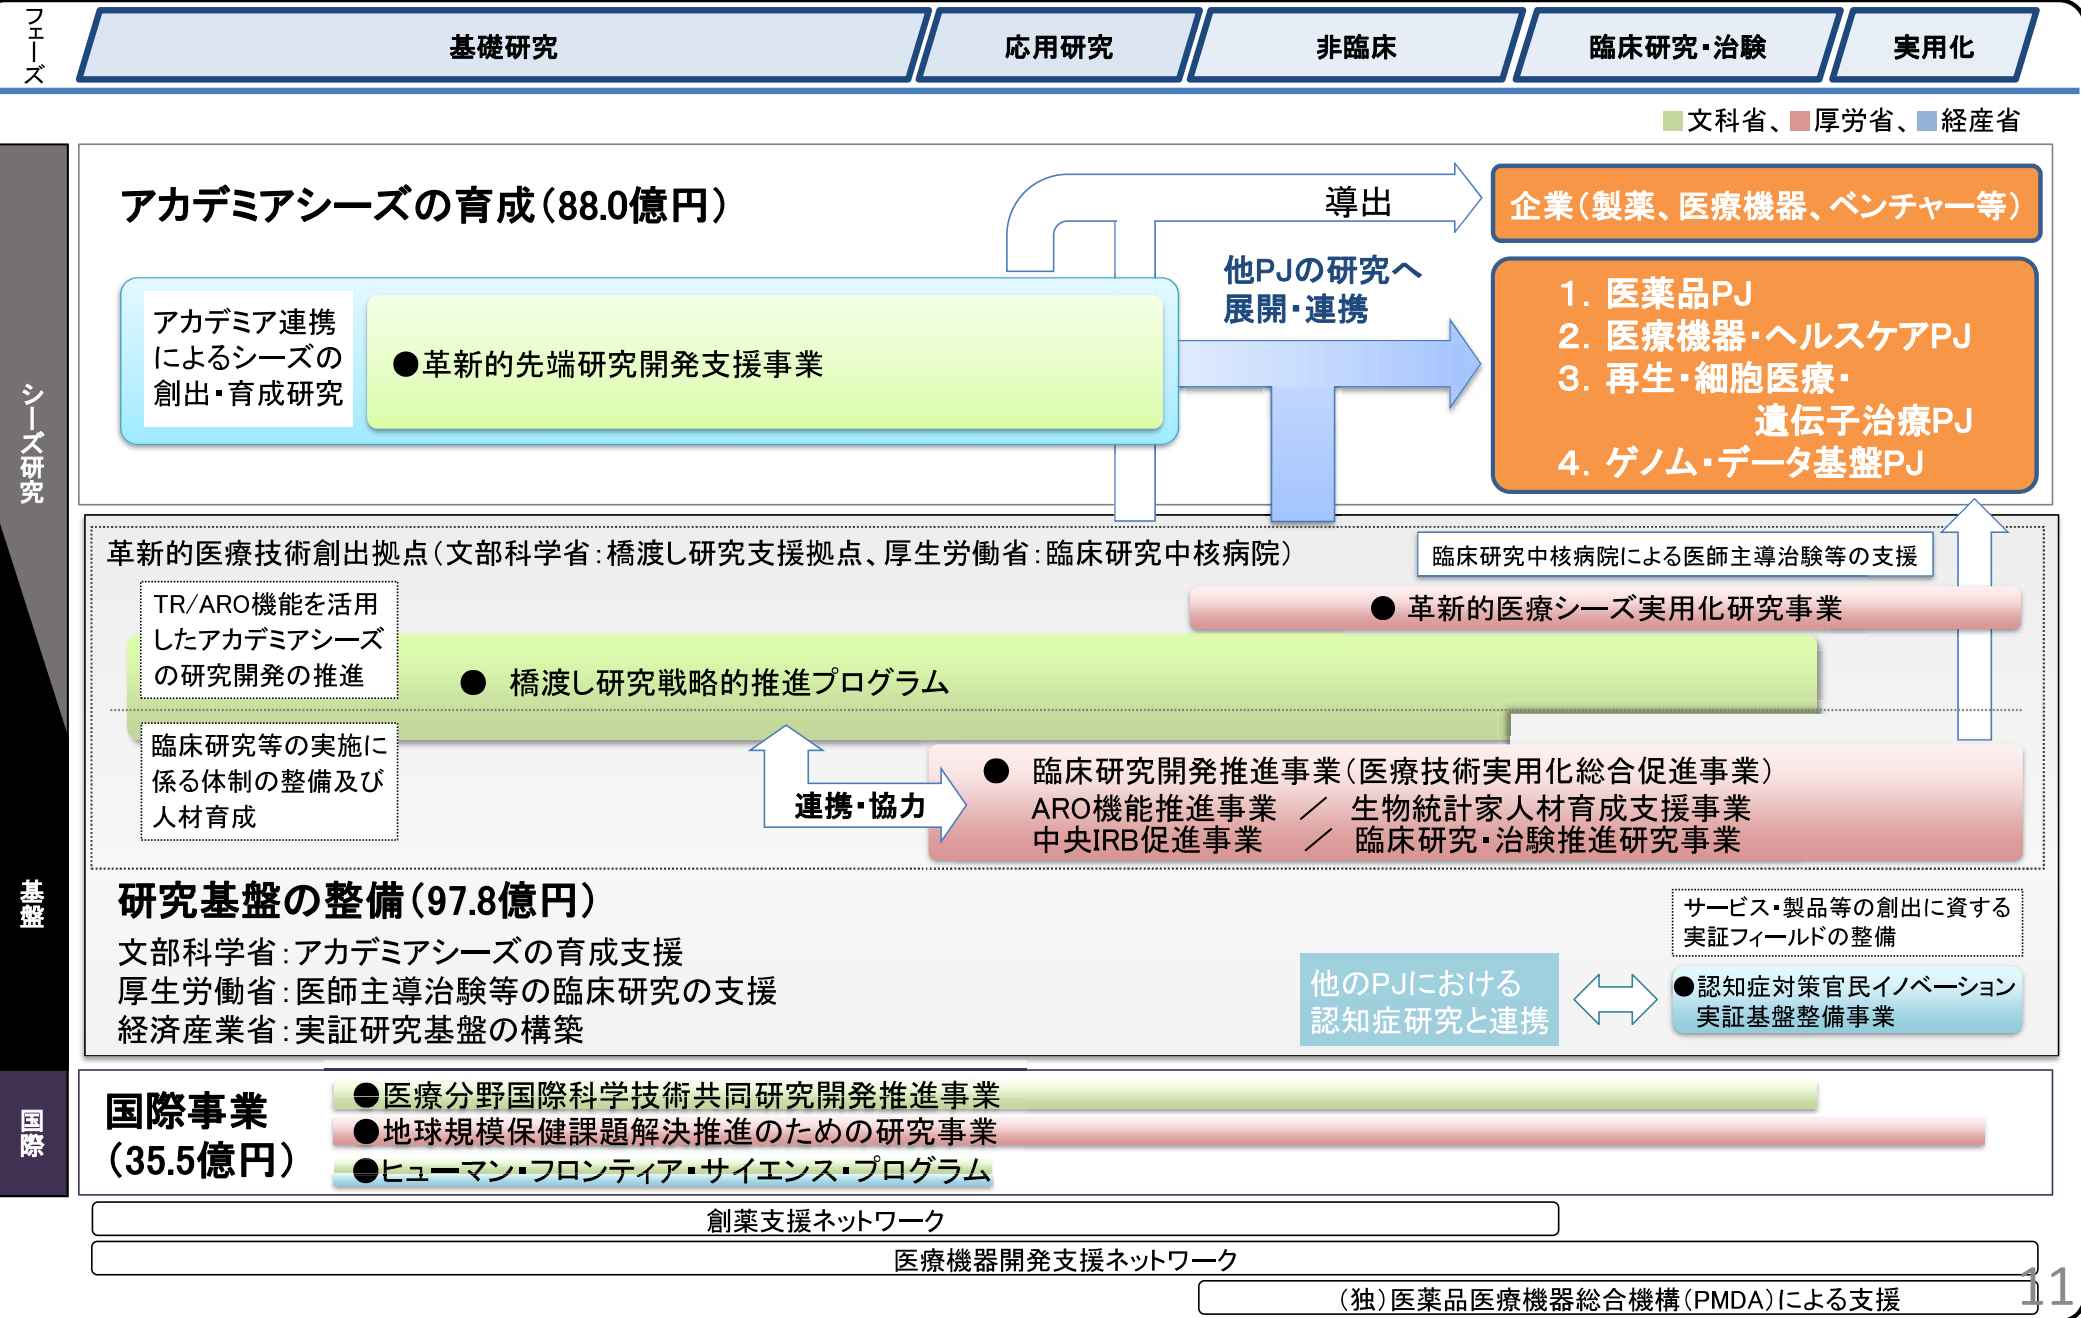 フェーズ
基礎研究
応用研究
非臨床
臨床研究・治験
実用化
文科省、厚労省、経産省
シーズ研究
アカデミアシーズの育成（88.0億円）
導出
企業（製薬、医療機器、ベンチャー等）
他PJの研究へ
展開・連携
アカデミア連携
によるシーズの
創出・育成研究
●革新的先端研究開発支援事業
1. 医薬品PJ
2. 医療機器・ヘルスケアPJ
3. 再生・細胞医療・
遺伝子治療PJ
4. ゲノム・データ基盤PJ
革新的医療技術創出拠点（文部科学省：橋渡し研究支援拠点、厚生労働省：臨床研究中核病院）
臨床研究中核病院による医師主導治験等の支援
● 革新的医療シーズ実用化研究事業
TR/ARO機能を活用
したアカデミアシーズ
の研究開発の推進
● 橋渡し研究戦略的推進プログラム
臨床研究等の実施に
係る体制の整備及び
人材育成
連携・協力
● 臨床研究開発推進事業（医療技術実用化総合促進事業）
ARO機能推進事業 ／ 生物統計家人材育成支援事業
中央IRB促進事業 ／ 臨床研究・治験推進研究事業
基盤
研究基盤の整備（97.8億円）
文部科学省：アカデミアシーズの育成支援
厚生労働省：医師主導治験等の臨床研究の支援
経済産業省：実証研究基盤の構築
サービス・製品等の創出に資する
実証フィールドの整備
他のPJにおける
認知症研究と連携
●認知症対策官民イノベーション
実証基盤整備事業
国際
国際事業
（35.5億円）
●医療分野国際科学技術共同研究開発推進事業
●地球規模保健課題解決推進のための研究事業
●ヒューマン・フロンティア・サイエンス・プログラム
創薬支援ネットワーク
医療機器開発支援ネットワーク
（独）医薬品医療機器総合機構（PMDA）による支援
11